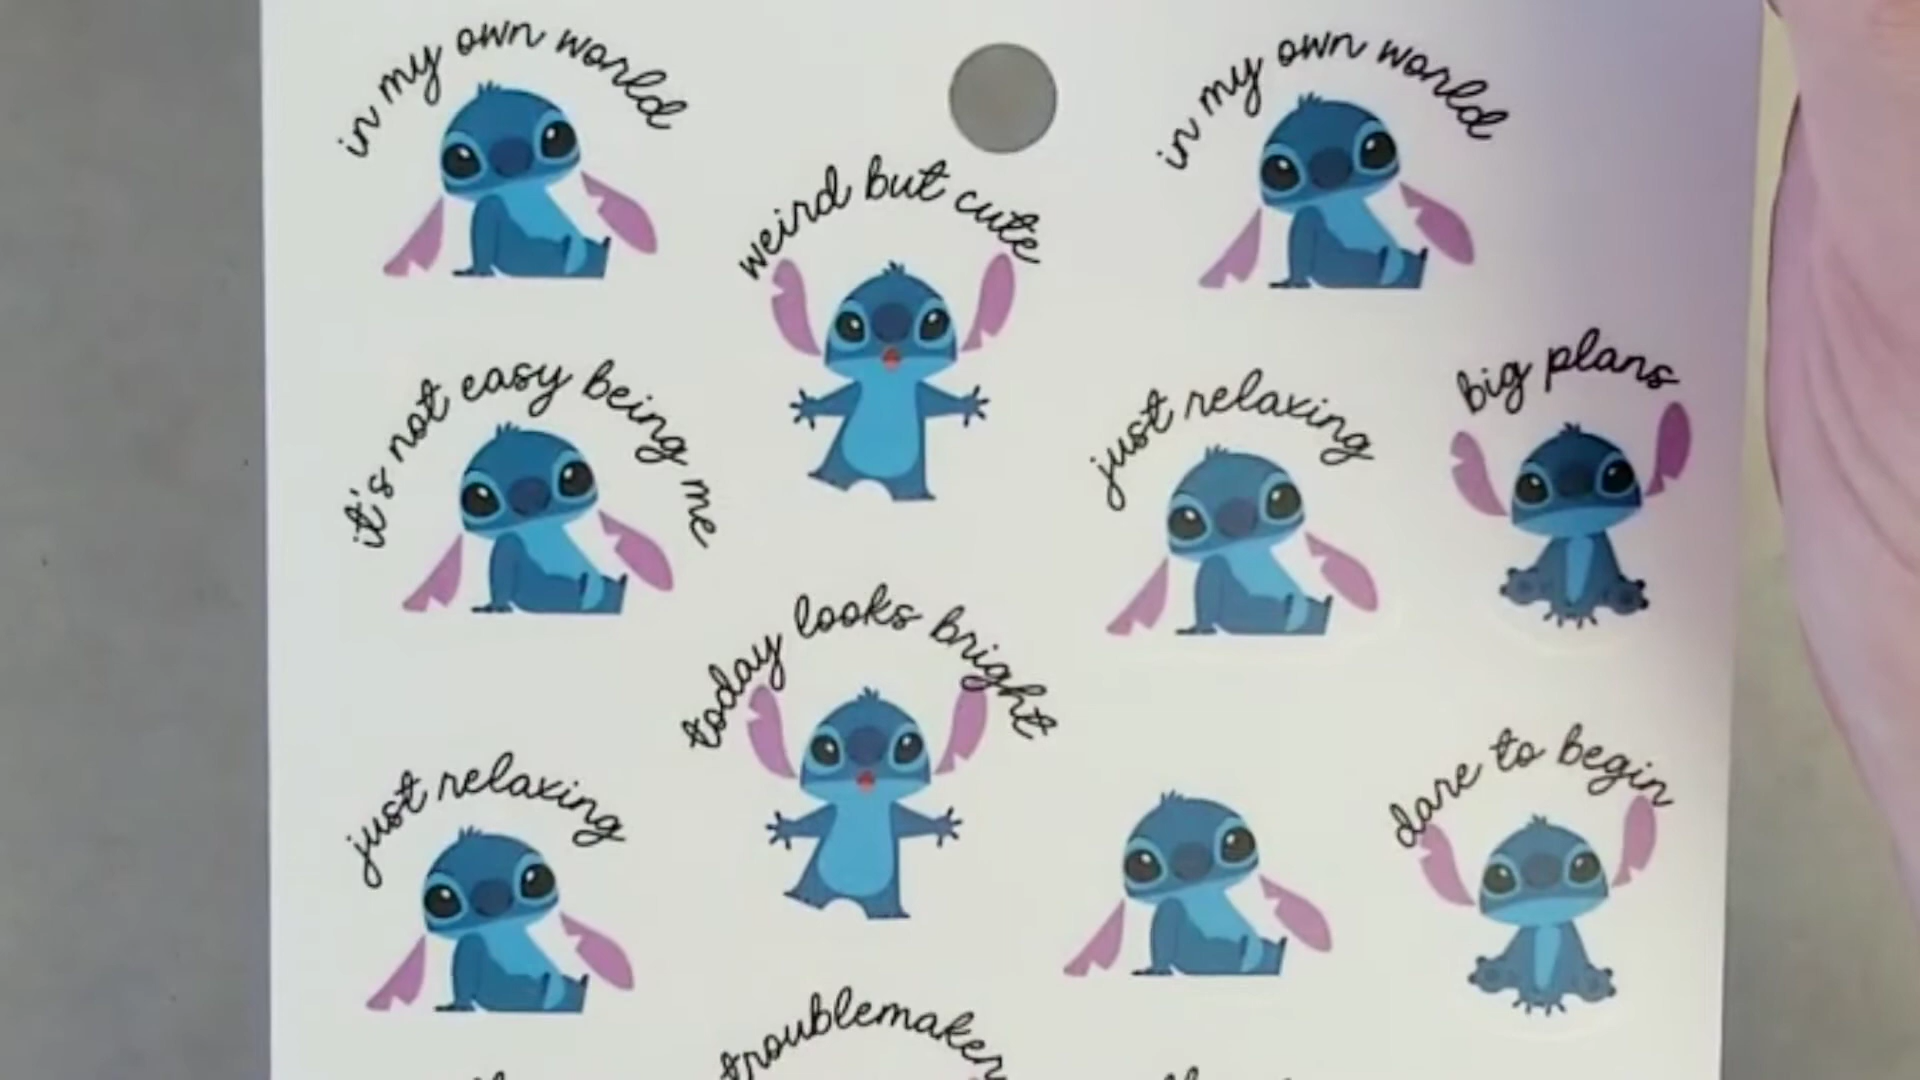 in my own world
in my own world
weird but cute
it's not easy being me
just relaxing
big plans
today looks bright
just relaxing
dare to begin
troublemaker